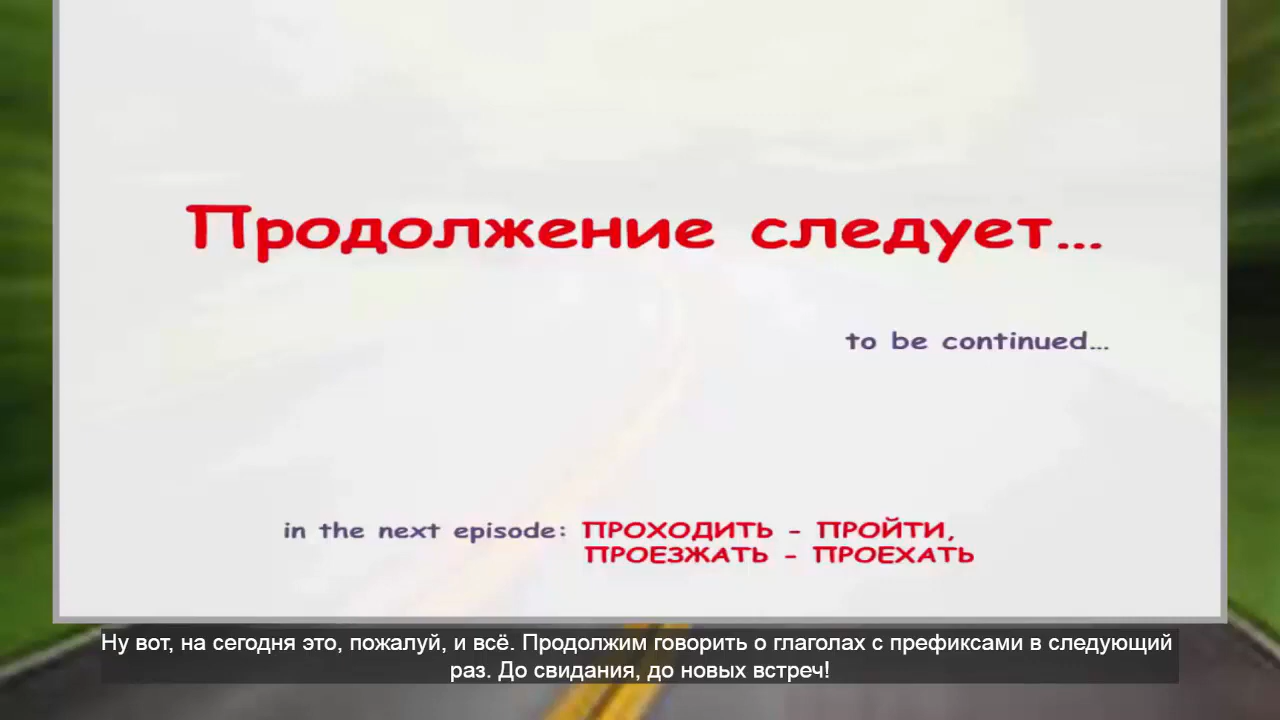 Продолжение следует...
to be continued...
in the next episode: ПРОХОДИТЬ - ПРОЙТИ,
ПРОЕЗЖАТЬ - ПРОЕХАТЬ
Ну вот, на сегодня это, пожалуй, и всё. Продолжим говорить о глаголах с префиксами в следующий
раз. До свидания, до новых встреч!